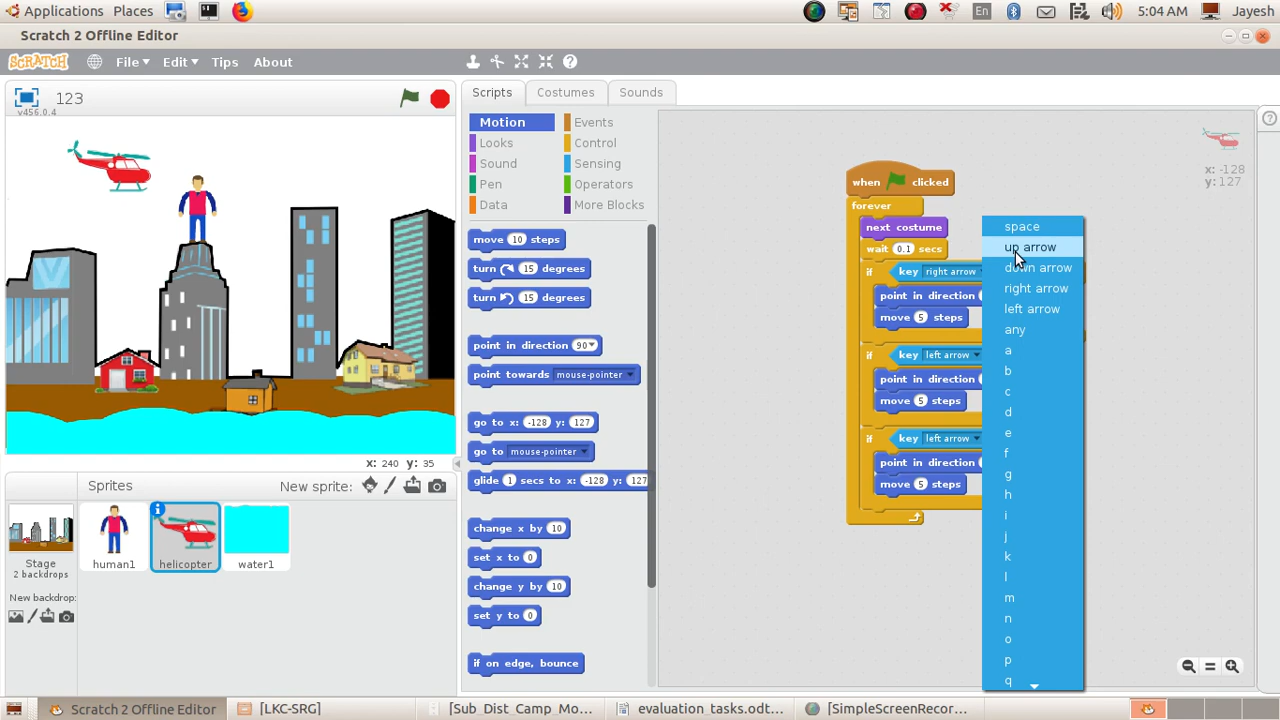 Applications Places En 5:04 AM Jayesh
Scratch 2 Offline Editor
SCRATCH File Edit Tips About
123
v456.0.4
Scripts Costumes Sounds
Motion Events
Looks Control
Sound Sensing
Pen Operators
Data More Blocks
move 10 steps
turn 15 degrees
turn 15 degrees
point in direction 90
point towards mouse-pointer
go to x: -128 y: 127
go to mouse-pointer
glide 1 secs to x: -128 y: 127
change x by 10
set x to 0
change y by 10
set y to 0
if on edge, bounce
x: -128
y: 127
when clicked
forever
next costume
wait 0.1 secs
if key right arrow
point in direction
move 5 steps
if key left arrow
point in direction
move 5 steps
if key left arrow
point in direction
move 5 steps
space
up arrow
down arrow
right arrow
left arrow
any
a
b
c
d
e
f
g
h
i
j
k
l
m
n
o
p
q
x: 240 y: 35
Sprites New sprite:
Stage
2 backdrops
New backdrop:
human1 helicopter water1
Scratch 2 Offline Editor [LKC-SRG] [Sub_Dist_Camp_Mo... evaluation_tasks.odt... [SimpleScreenRecor...